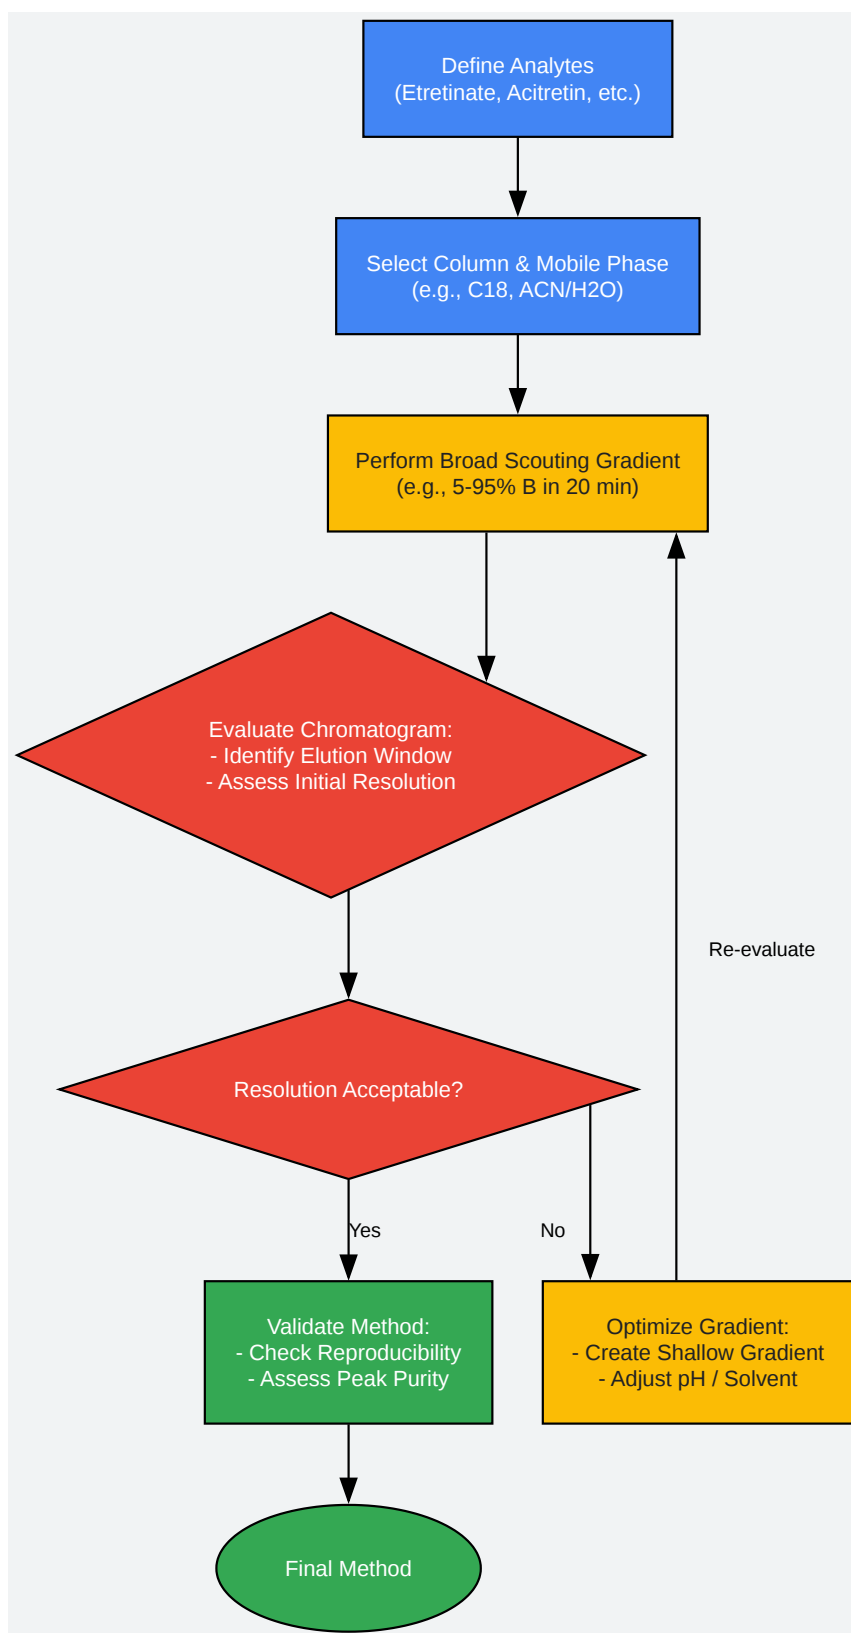 Define Analytes
(Etretinate, Acitretin, etc.)
Select Column & Mobile Phase
(e.g., C18, ACN/H2O)
Perform Broad Scouting Gradient
(e.g., 5-95% B in 20 min)
Evaluate Chromatogram:
- Identify Elution Window
- Assess Initial Resolution
Re-evaluate
Resolution Acceptable?
Yes
No
Validate Method:
- Check Reproducibility
- Assess Peak Purity
Optimize Gradient:
- Create Shallow Gradient
- Adjust pH / Solvent
Final Method